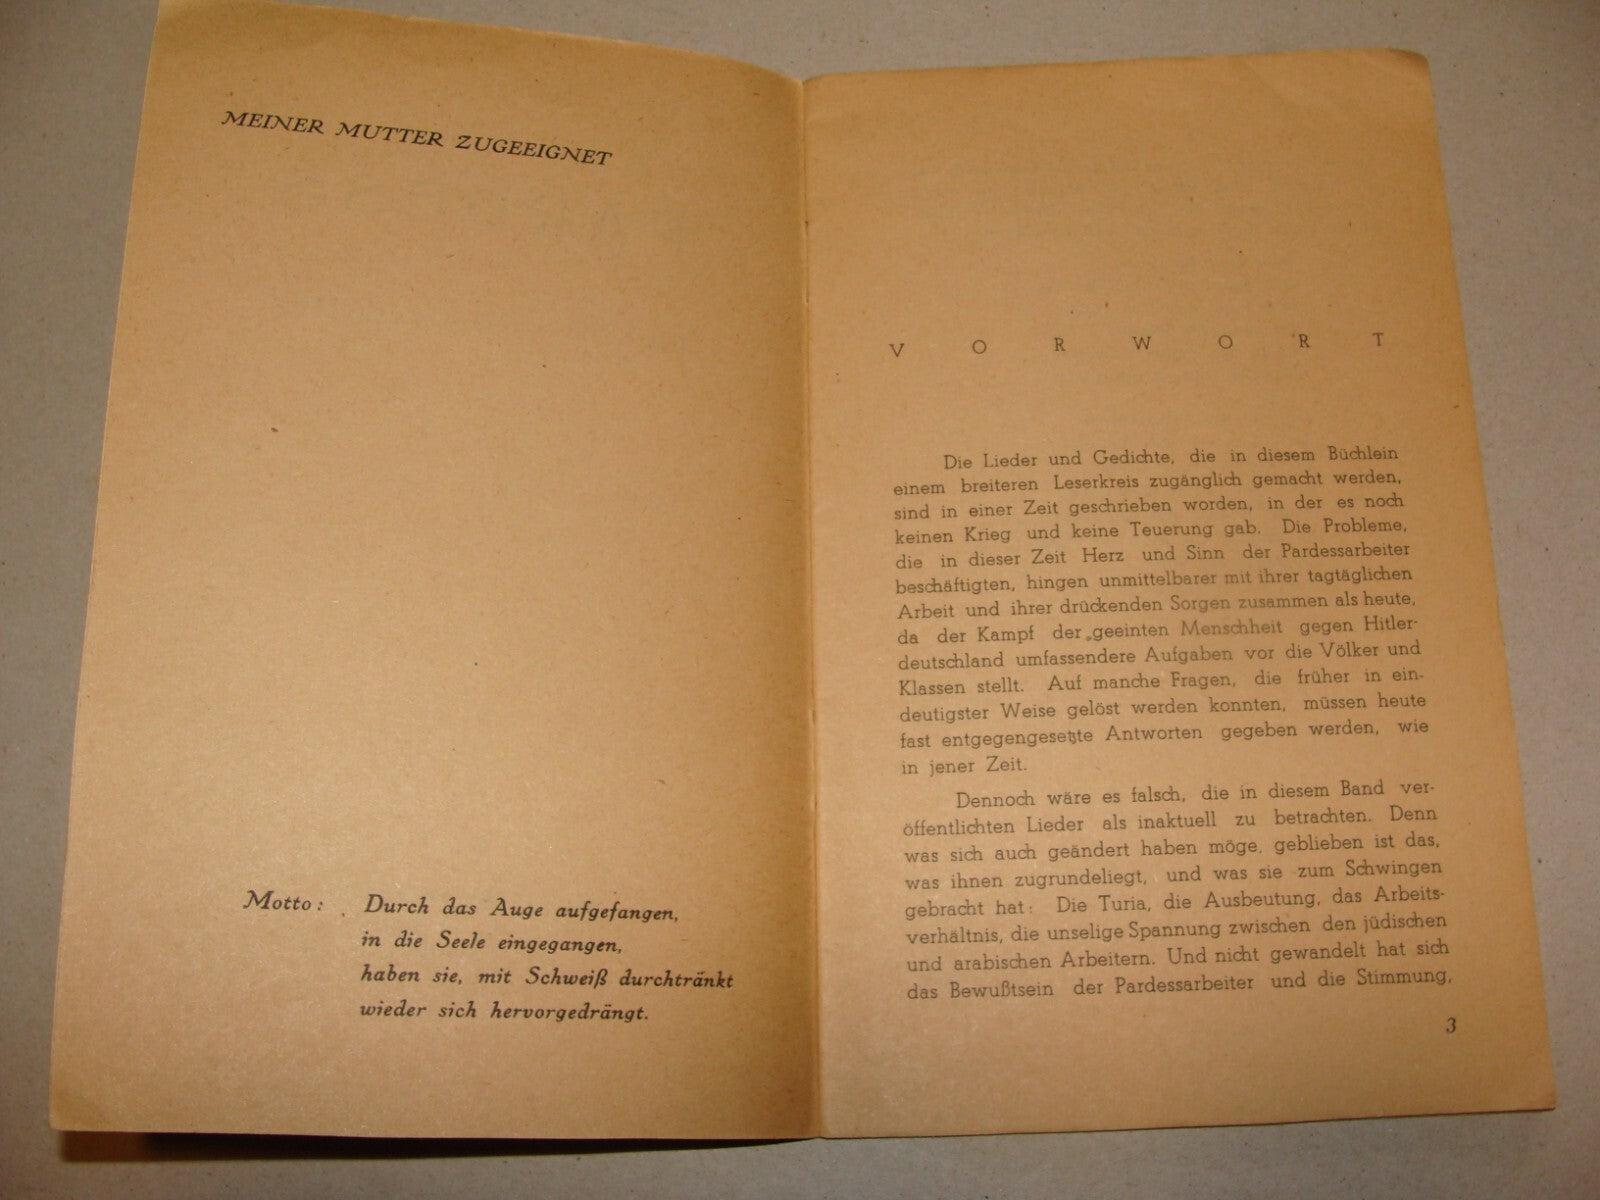 MEINER MUTTER ZUGEEIGNET
Motto: Durch das Auge aufgefangen,
in die Seele eingegangen,
haben sie, mit Schweiß durchtränkt
wieder sich hervorgedrängt.
VORWORT
Die Lieder und Gedichte, die in diesem Büchlein
einem breiteren Leserkreis zugänglich gemacht werden,
sind in einer Zeit geschrieben worden, in der es noch
keinen Krieg und keine Teuerung gab. Die Probleme,
die in dieser Zeit Herz und Sinn der Pardessarbeiter
beschäftigten, hingen unmittelbarer mit ihrer tagtäglichen
Arbeit und ihrer drückenden Sorgen zusammen als heute,
da der Kampf der geeinten Menschheit gegen Hitler-
deutschland umfassendere Aufgaben vor die Völker und
Klassen stellt. Auf manche Fragen, die früher in ein-
deutigster Weise gelöst werden konnten, müssen heute
fast entgegengesetzte Antworten gegeben werden, wie
in jener Zeit.
Dennoch wäre es falsch, die in diesem Band ver-
öffentlichten Lieder als inaktuell zu betrachten. Denn
was sich auch geändert haben möge, geblieben ist das,
was ihnen zugrundeliegt, und was sie zum Schwingen
gebracht hat: Die Turia, die Ausbeutung, das Arbeits-
verhältnis, die unselige Spannung zwischen den jüdischen
und arabischen Arbeitern. Und nicht gewandelt hat sich
das Bewußtsein der Pardessarbeiter und die Stimmung,
3